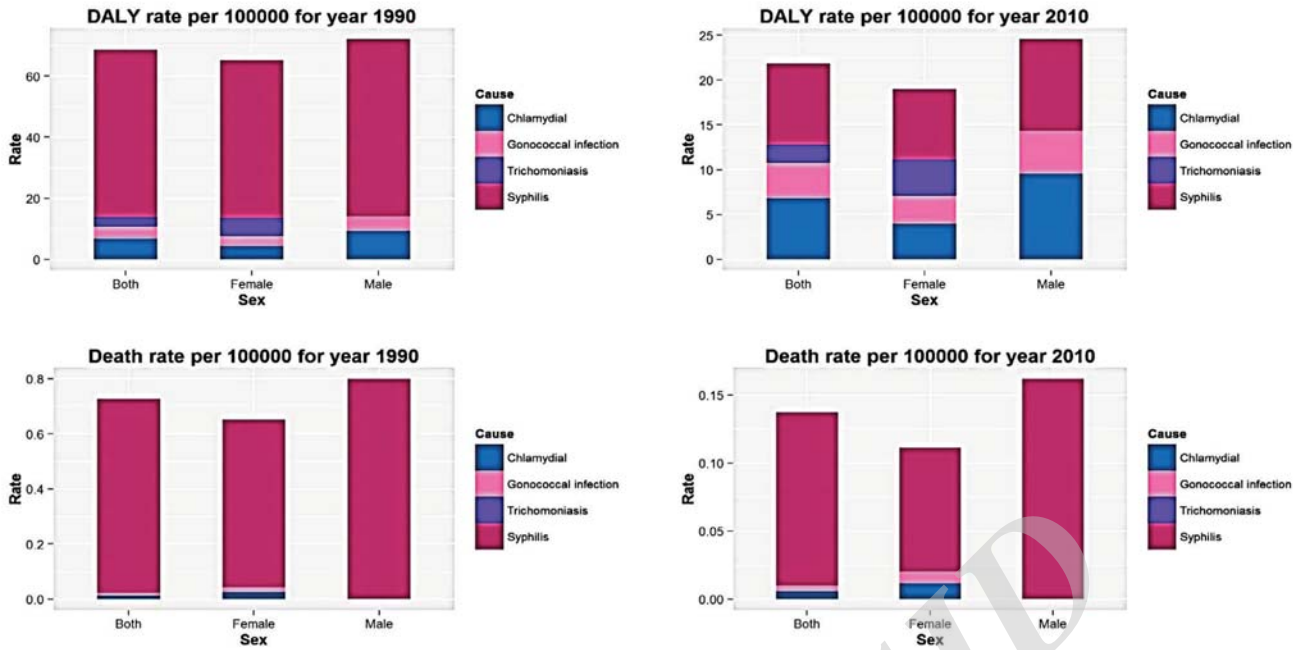 DALY rate per 100000 for year 1990
60
40
20
0
Rate
Both
Female
Male
Sex
Cause
Chlamydial
Gonococcal infection
Trichomoniasis
Syphilis
DALY rate per 100000 for year 2010
25
20
15
10
5
0
Rate
Both
Female
Male
Sex
Cause
Chlamydial
Gonococcal infection
Trichomoniasis
Syphilis
Death rate per 100000 for year 1990
0.8
0.6
0.4
0.2
0.0
Rate
Both
Female
Male
Sex
Cause
Chlamydial
Gonococcal infection
Trichomoniasis
Syphilis
Death rate per 100000 for year 2010
0.15
0.10
0.05
0.00
Rate
Both
Female
Male
Sex
Cause
Chlamydial
Gonococcal infection
Trichomoniasis
Syphilis